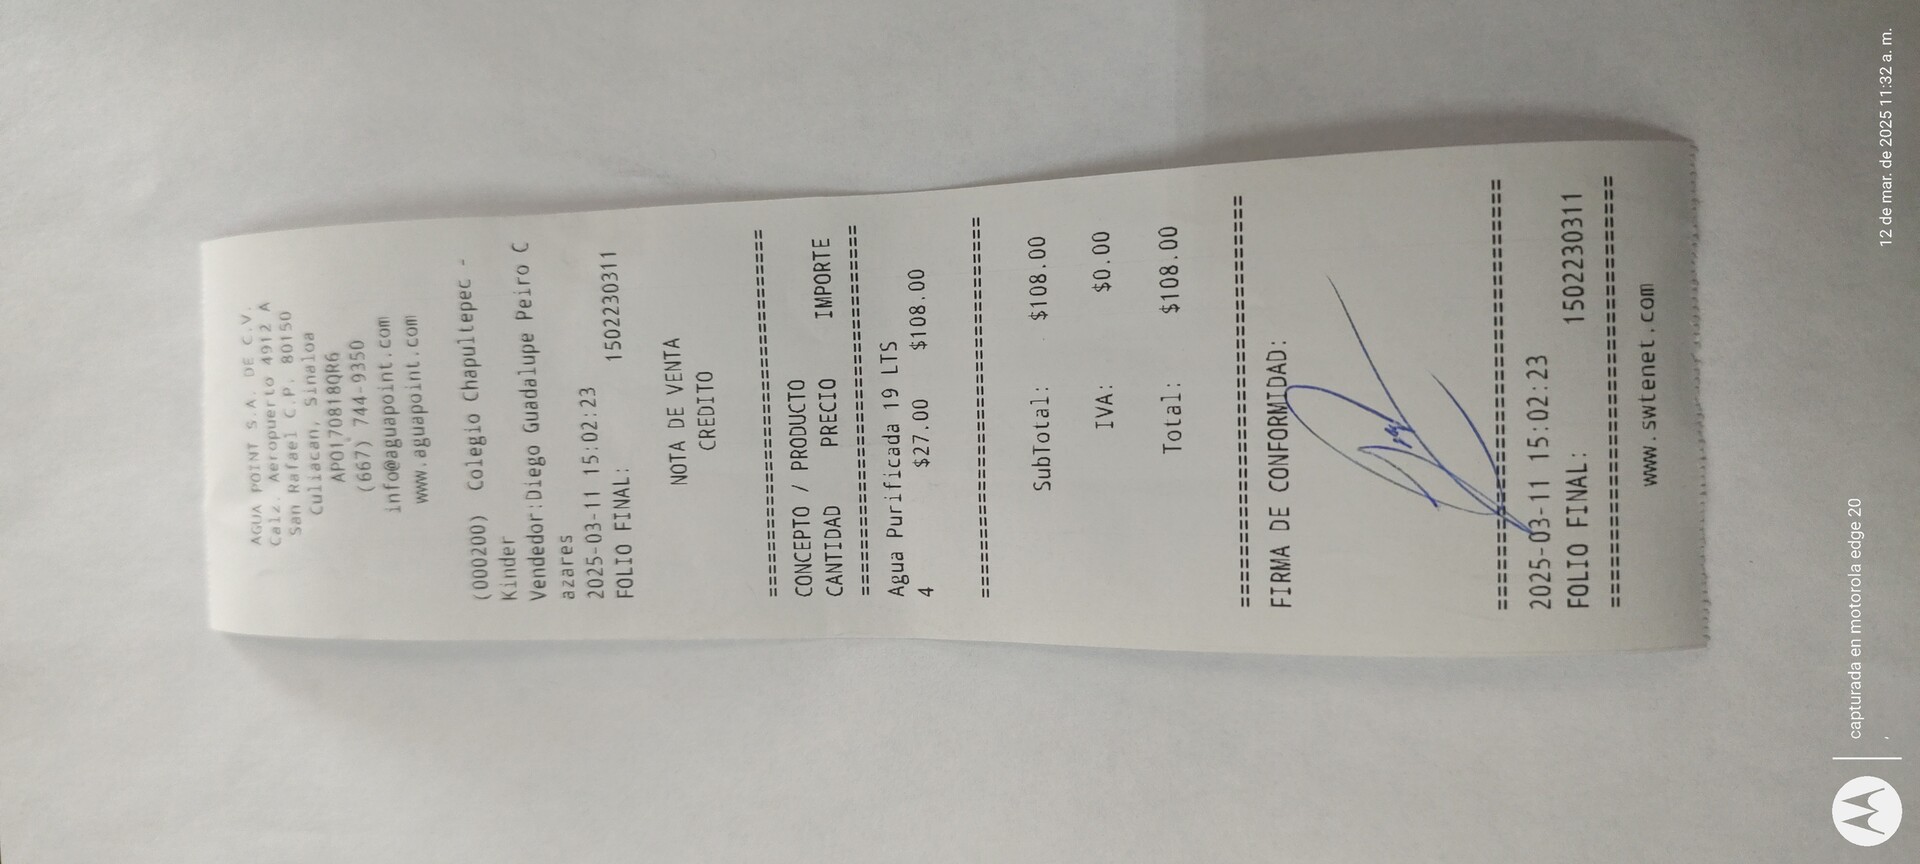 AGUA POINT S.A. DE C.V.
Calz. Aeropuerto 4912 A
San Rafael C.P. 80150
Culiacan, Sinaloa
APO170818QR6
(667) 744-9350
info@aguapoint.com
www.aguapoint.com
(000200) Colegio Chapultepec -
Kinder
Vendedor:Diego Guadalupe Peiro C
azares
2025-03-11 15:02:23
FOLIO FINAL: 1502230311
NOTA DE VENTA
CREDITO
================================
CONCEPTO / PRODUCTO
CANTIDAD PRECIO IMPORTE
================================
Agua Purificada 19 LTS
4 $27.00 $108.00
================================
SubTotal: $108.00
IVA: $0.00
Total: $108.00
================================
FIRMA DE CONFORMIDAD:
================================
2025-03-11 15:02:23
FOLIO FINAL: 1502230311
================================
www.swtenet.com
capturada en motorola edge 20
,
12 de mar. de 2025 11:32 a. m.